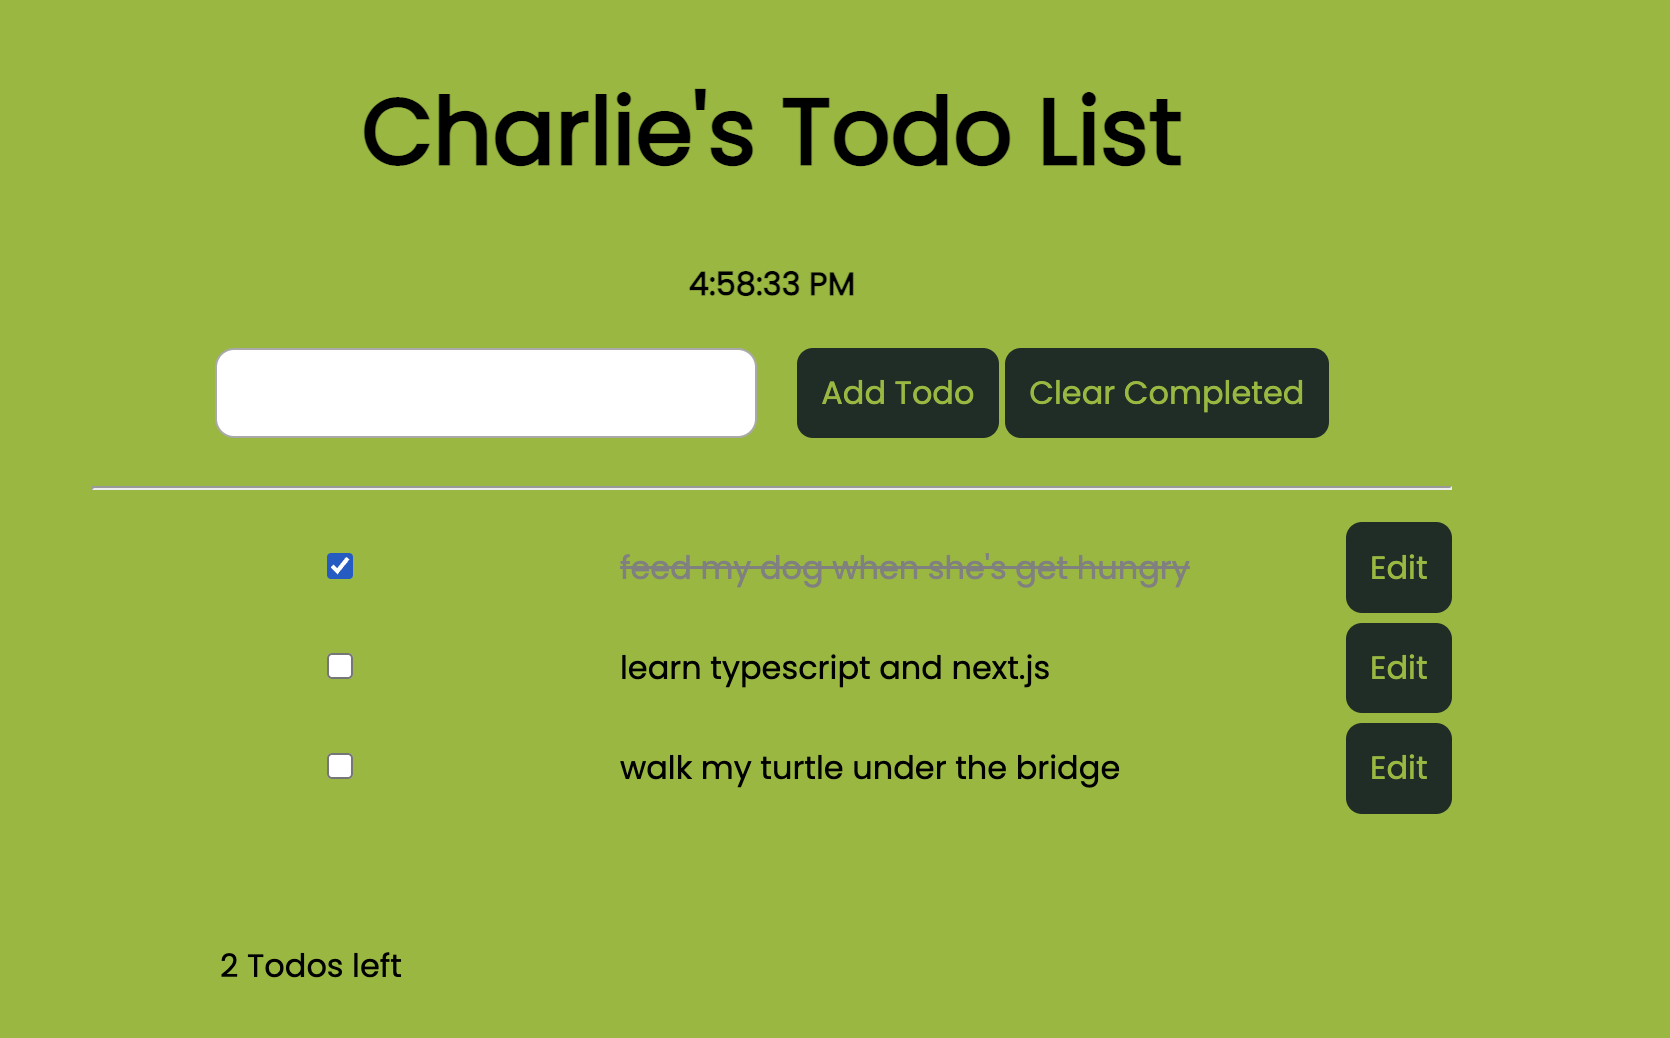 Charlie's Todo List
4:58:33 PM
Add Todo Clear Completed
feed my dog when she's get hungry Edit
learn typescript and next.js Edit
walk my turtle under the bridge Edit
2 Todos left